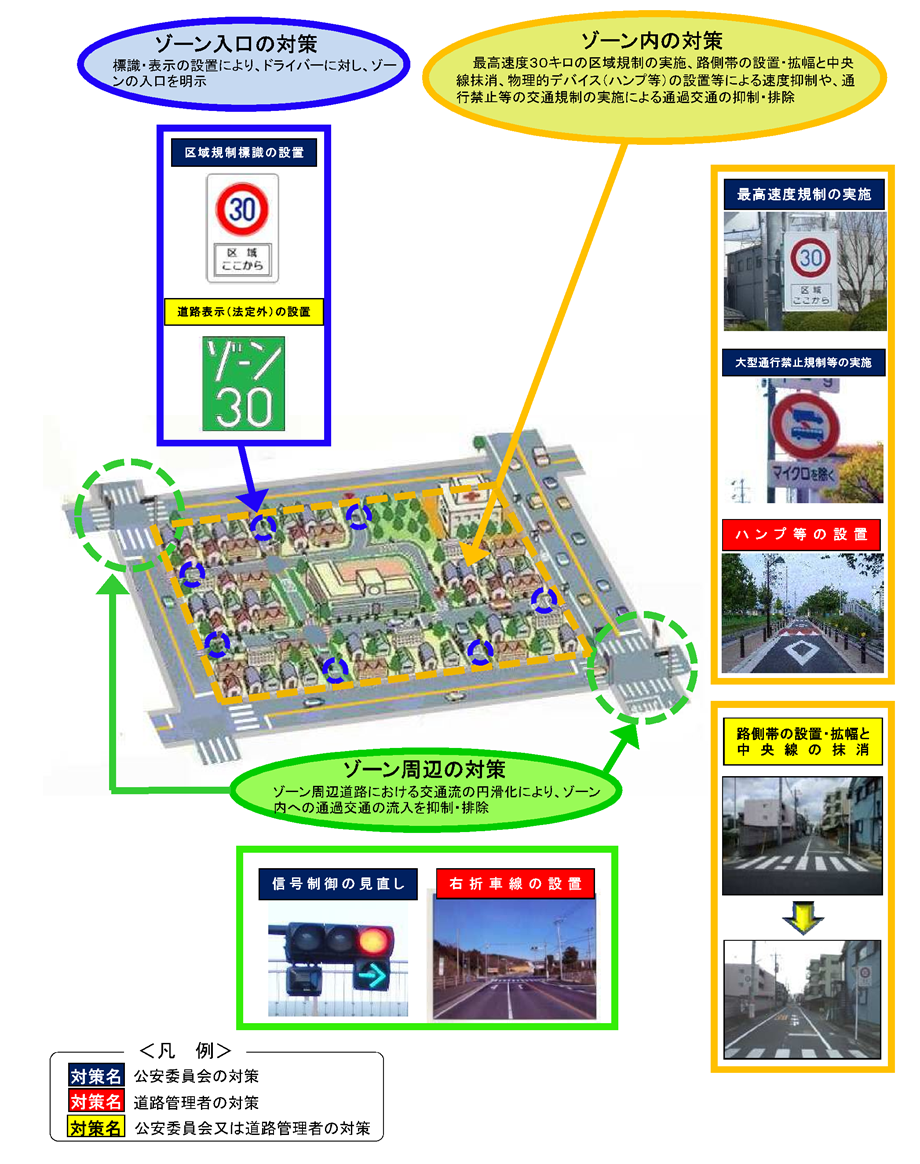 ゾーン入口の対策
標識・表示の設置により、ドライバーに対し、ゾー
ンの入口を明示
ゾーン内の対策
最高速度30キロの区域規制の実施、路側帯の設置・拡幅と中央
線抹消、物理的デバイス(ハンプ等)の設置等による速度抑制や、通
行禁止等の交通規制の実施による通過交通の抑制・排除
区域規制標識の設置
30
区域
ここから
道路表示(法定外)の設置
ゾーン
30
最高速度規制の実施
30
区域
ここから
大型通行禁止規制等の実施
9
マイクロを除く
ハンプ等の設置
路側帯の設置・拡幅と
中央線の抹消
ゾーン周辺の対策
ゾーン周辺道路における交通流の円滑化により、ゾーン
内への通過交通の流入を抑制・排除
信号制御の見直し
右折車線の設置
<凡 例>
対策名 公安委員会の対策
対策名 道路管理者の対策
対策名 公安委員会又は道路管理者の対策